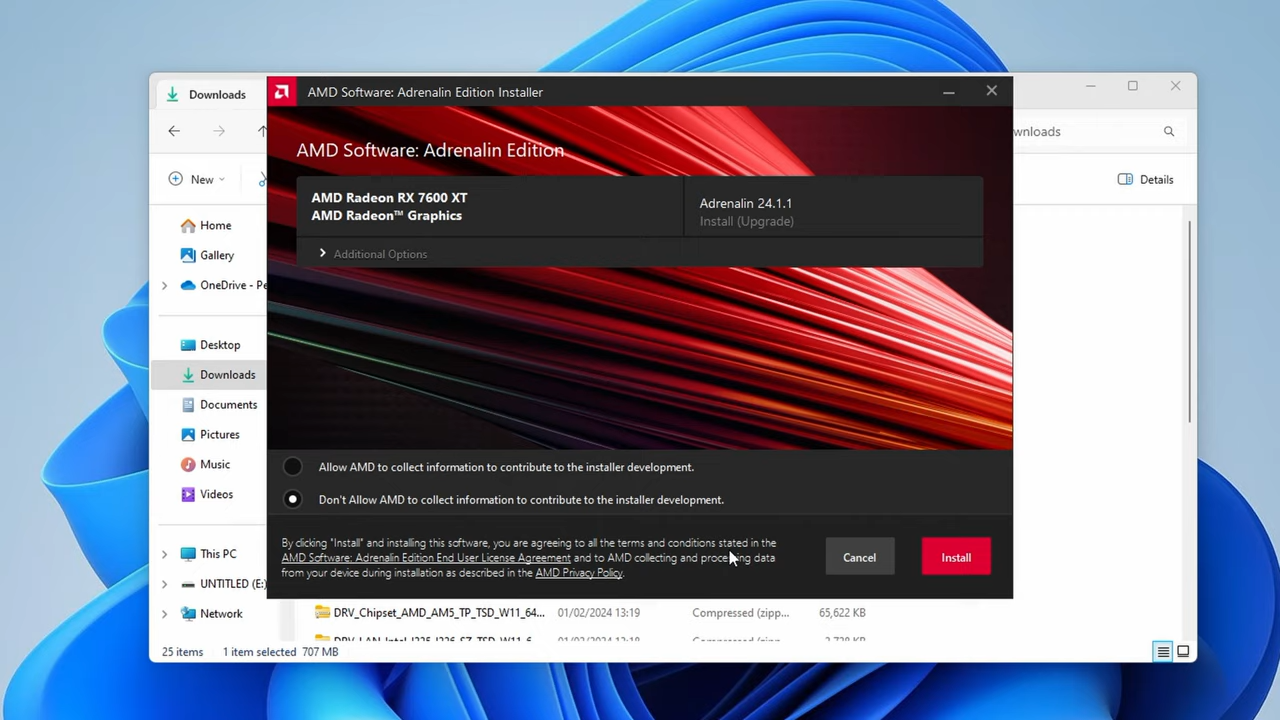 Downloads
AMD Software: Adrenalin Edition Installer
wnloads
New
Details
AMD Software: Adrenalin Edition
AMD Radeon RX 7600 XT
AMD Radeon™ Graphics
Adrenalin 24.1.1
Install (Upgrade)
Additional Options
Home
Gallery
OneDrive - Pe
Desktop
Downloads
Documents
Pictures
Music
Videos
This PC
UNTITLED (E:)
Network
Allow AMD to collect information to contribute to the installer development.
Don't Allow AMD to collect information to contribute to the installer development.
By clicking "Install" and installing this software, you are agreeing to all the terms and conditions stated in the
AMD Software: Adrenalin Edition End User License Agreement and to AMD collecting and processing data
from your device during installation as described in the AMD Privacy Policy.
Cancel
Install
DRV_Chipset_AMD_AM5_TP_TSD_W11_64... 01/02/2024 13:19 Compressed (zipp... 65,622 KB
25 items 1 item selected 707 MB